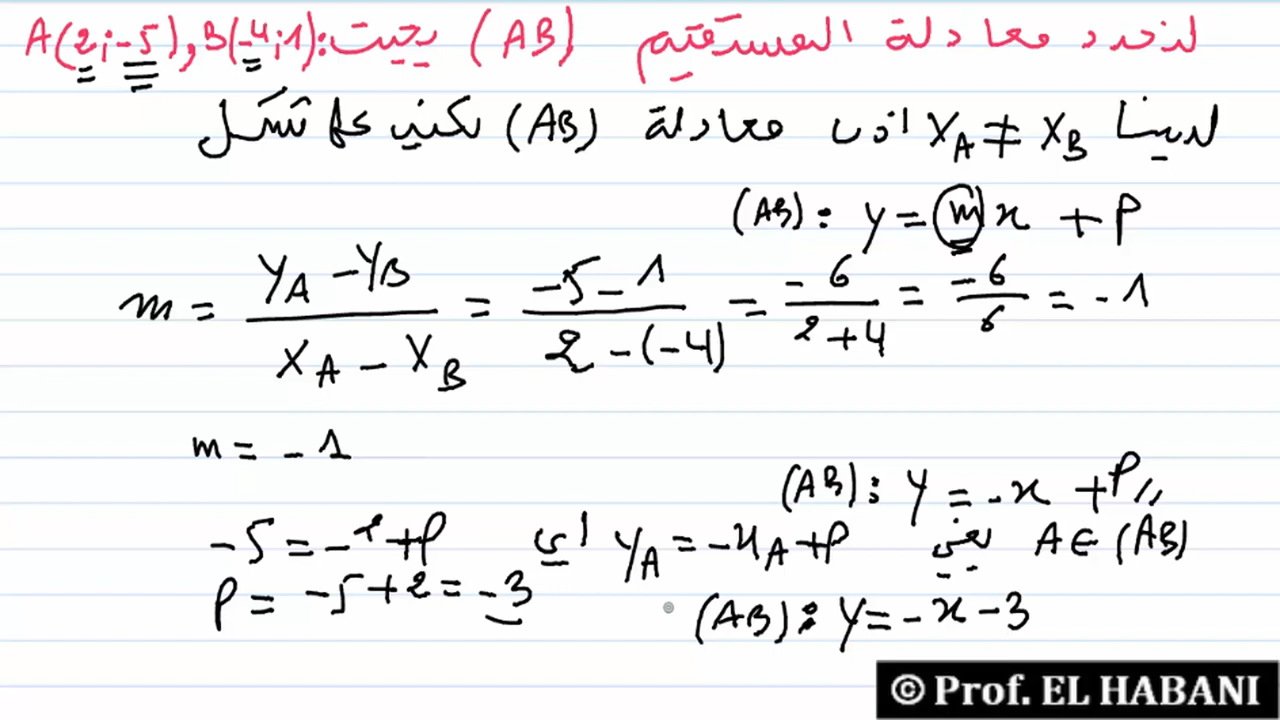 لنحدد معادلة المستقيم (AB) بحيث: A(2;-5), B(-4;1)
لدينا X_A ≠ X_B اذن معادلة (AB) تكتب على شكل
(AB): y = mx + p
m = (y_A - y_B)/(x_A - x_B) = (-5-1)/(2-(-4)) = -6/(2+4) = -6/6 = -1
m = -1
(AB): y = -x + p
A ∈ (AB) يعني y_A = -x_A + p اي -5 = -2 + p
p = -5+2 = -3
(AB): y = -x - 3
© Prof. EL HABANI